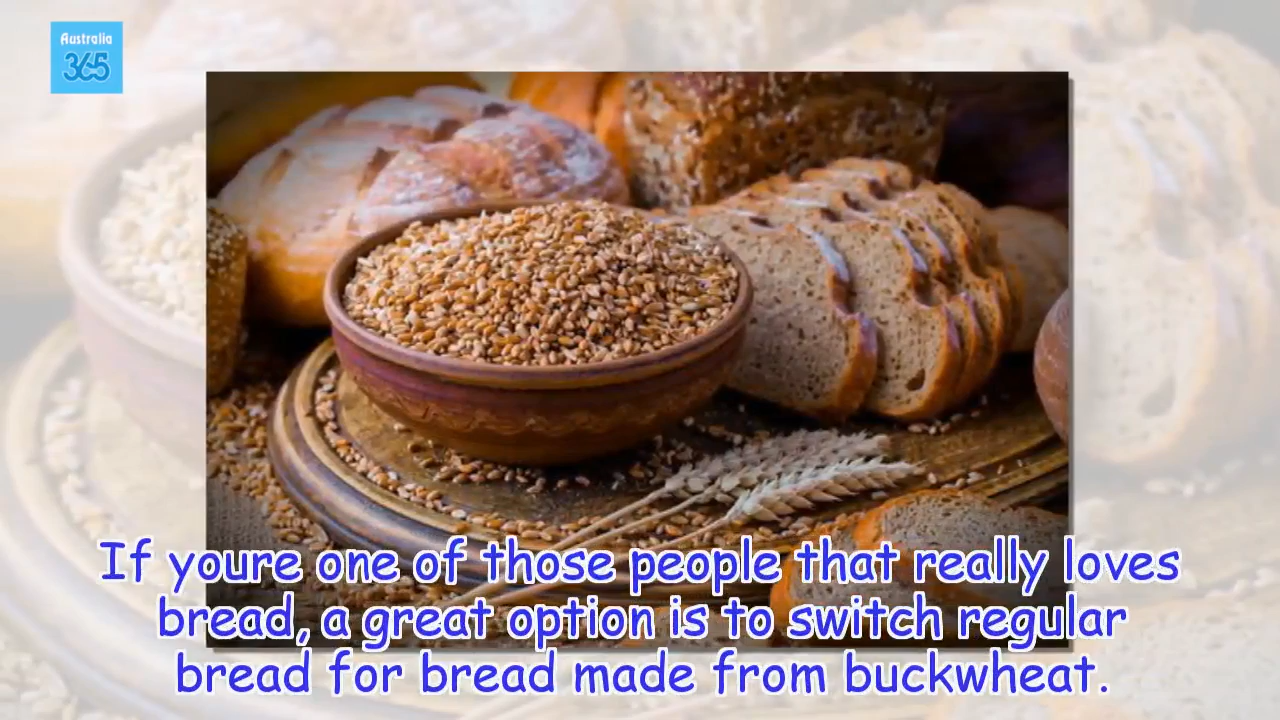 Australia
365
If youre one of those people that really loves
bread, a great option is to switch regular
bread for bread made from buckwheat.